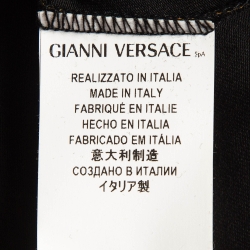 GIANNI VERSACE SpA
REALIZZATO IN ITALIA
MADE IN ITALY
FABRIQUÉ EN ITALIE
HECHO EN ITALIA
FABRICADO EM ITÁLIA
意大利制造
СОЗДАНО В ИТАЛИИ
イタリア製